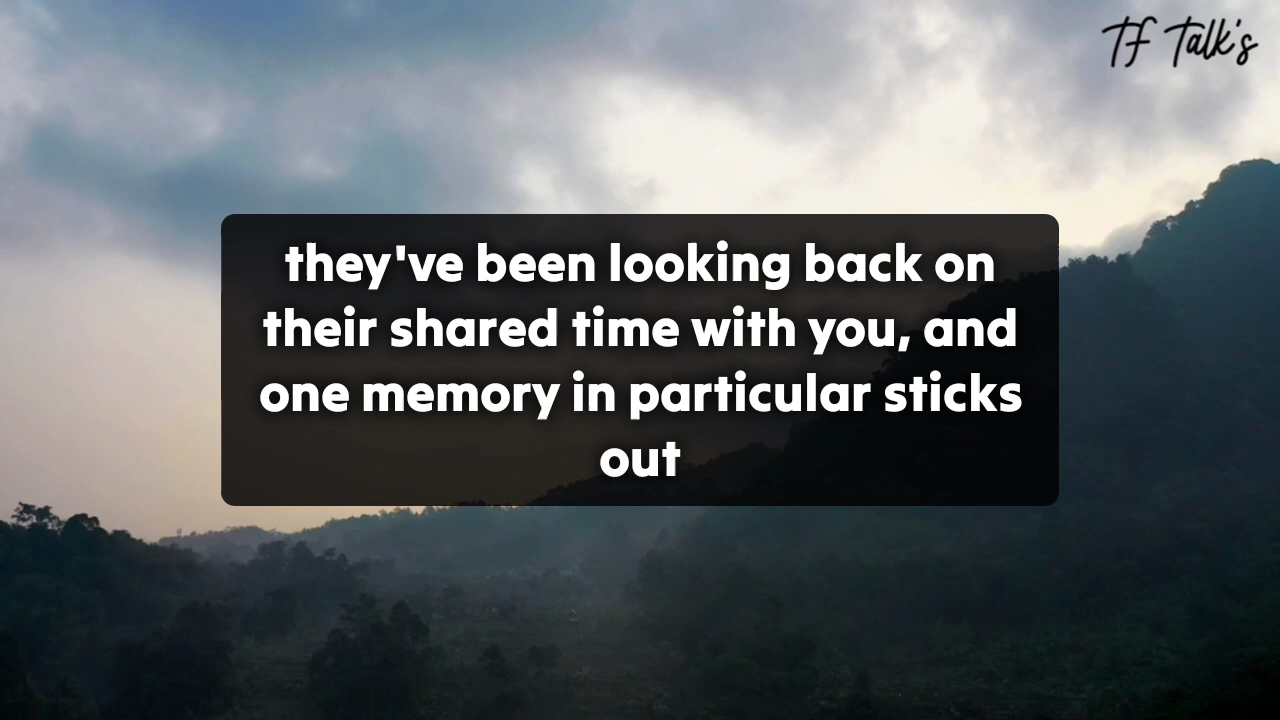 TF Talk's
they've been looking back on
their shared time with you, and
one memory in particular sticks
out